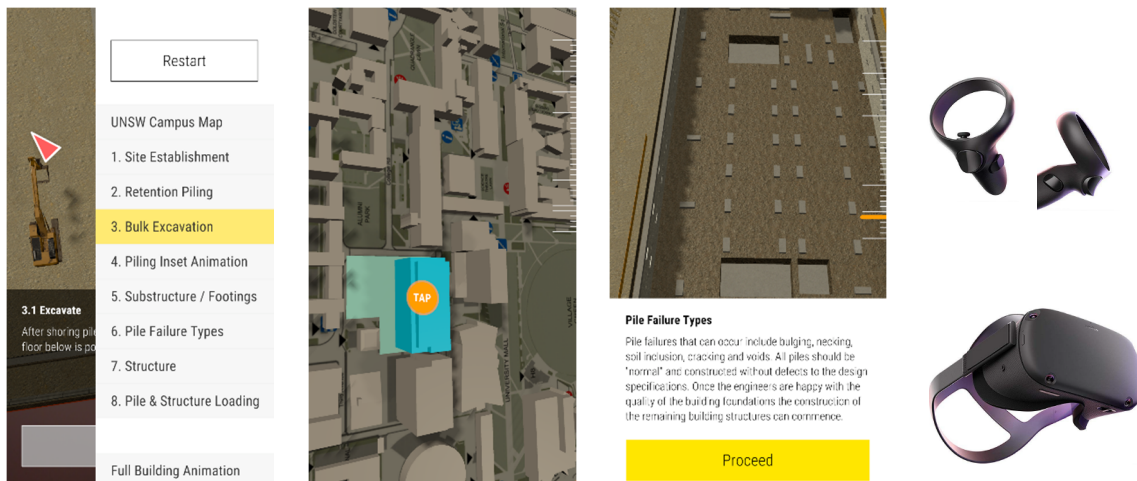 Restart
UNSW Campus Map
1. Site Establishment
2. Retention Piling
3. Bulk Excavation
4. Piling Inset Animation
5. Substructure / Footings
6. Pile Failure Types
7. Structure
8. Pile & Structure Loading
Full Building Animation
3.1 Excavate
After shoring pile
floor below is po
ALUMNI
PARK
TAP
UNIVERSITY MALL
VILLAGE
Pile Failure Types
Pile failures that can occur include bulging, necking,
soil inclusion, cracking and voids. All piles should be
"normal" and constructed without defects to the design
specifications. Once the engineers are happy with the
quality of the building foundations the construction of
the remaining building structures can commence.
Proceed